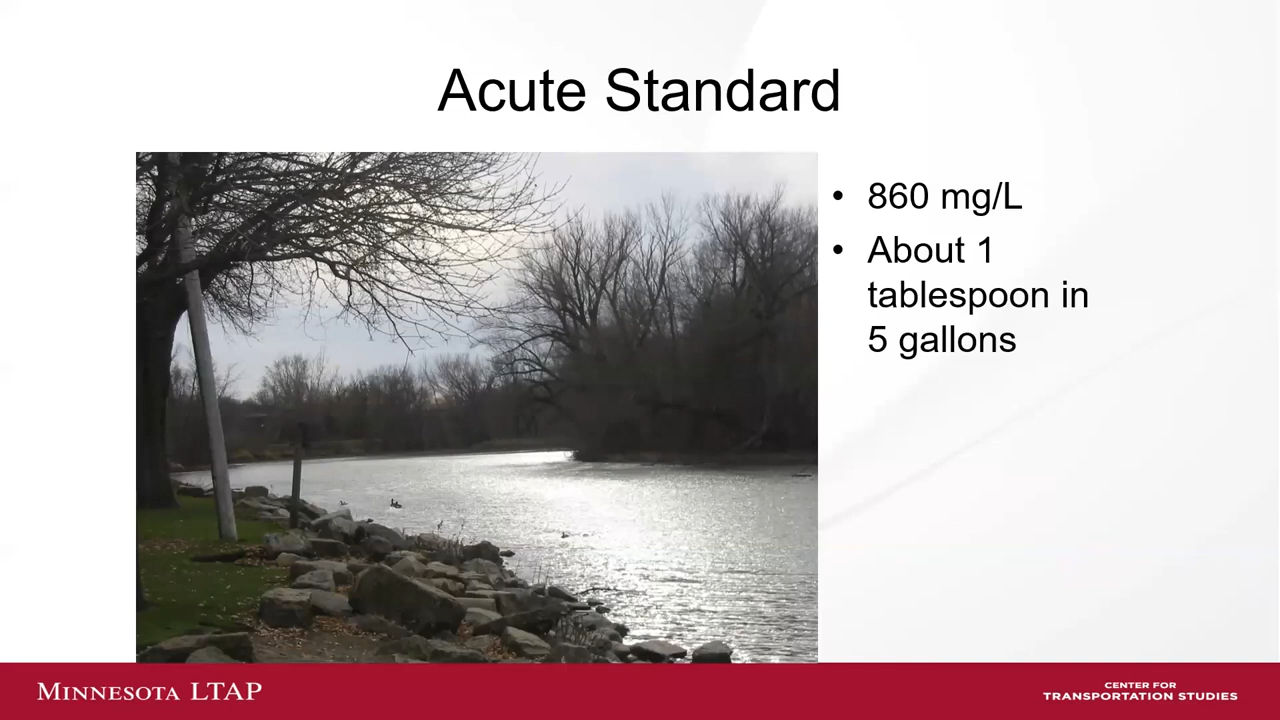 Acute Standard
• 860 mg/L
• About 1
tablespoon in
5 gallons
MINNESOTA LTAP
CENTER FOR
TRANSPORTATION STUDIES